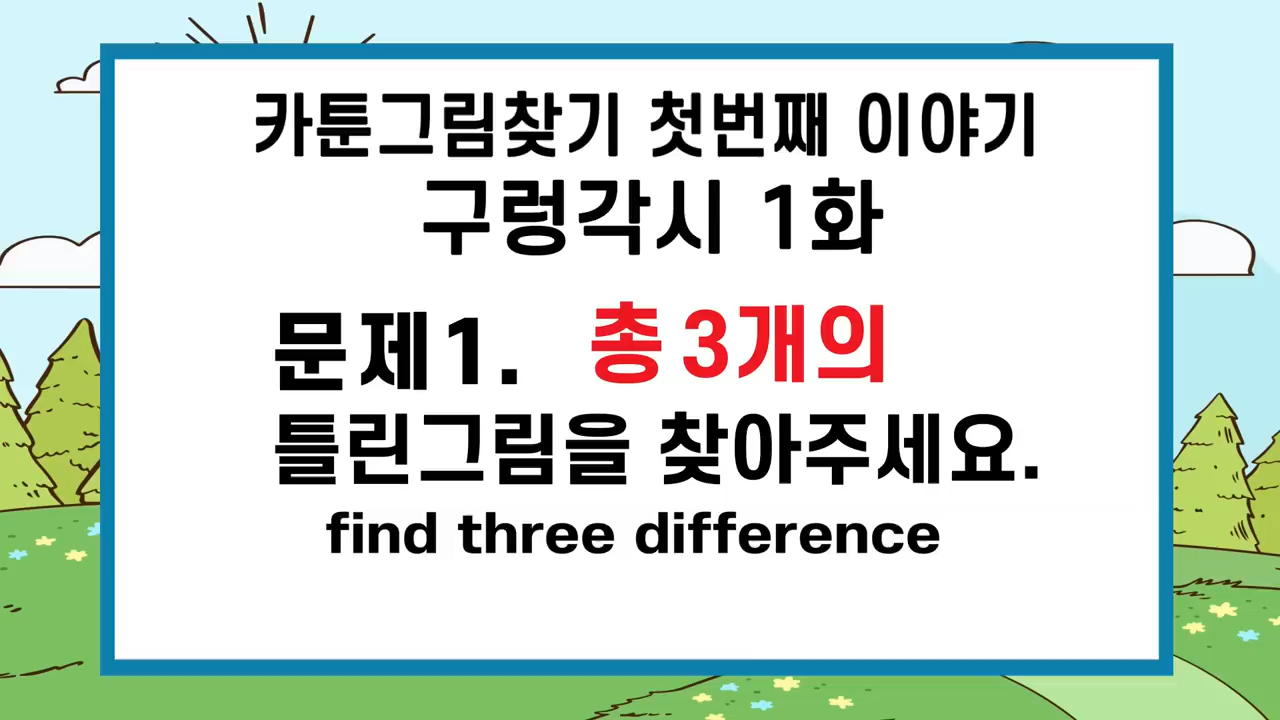 카툰그림찾기 첫번째 이야기
구렁각시 1화
문제1. 총 3개의
틀린그림을 찾아주세요.
find three difference